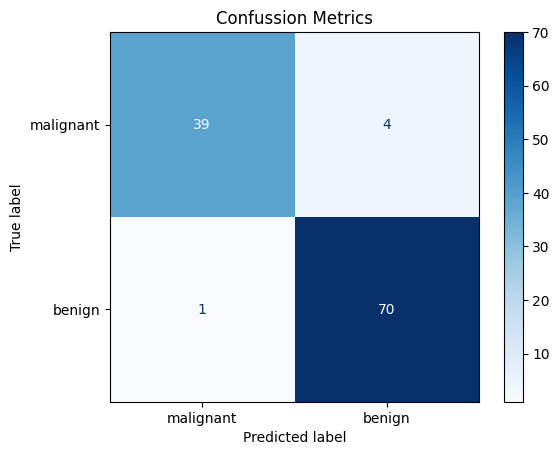 Confussion Metrics
malignant
39
4
benign
1
70
malignant
benign
Predicted label
True label
70
60
50
40
30
20
10